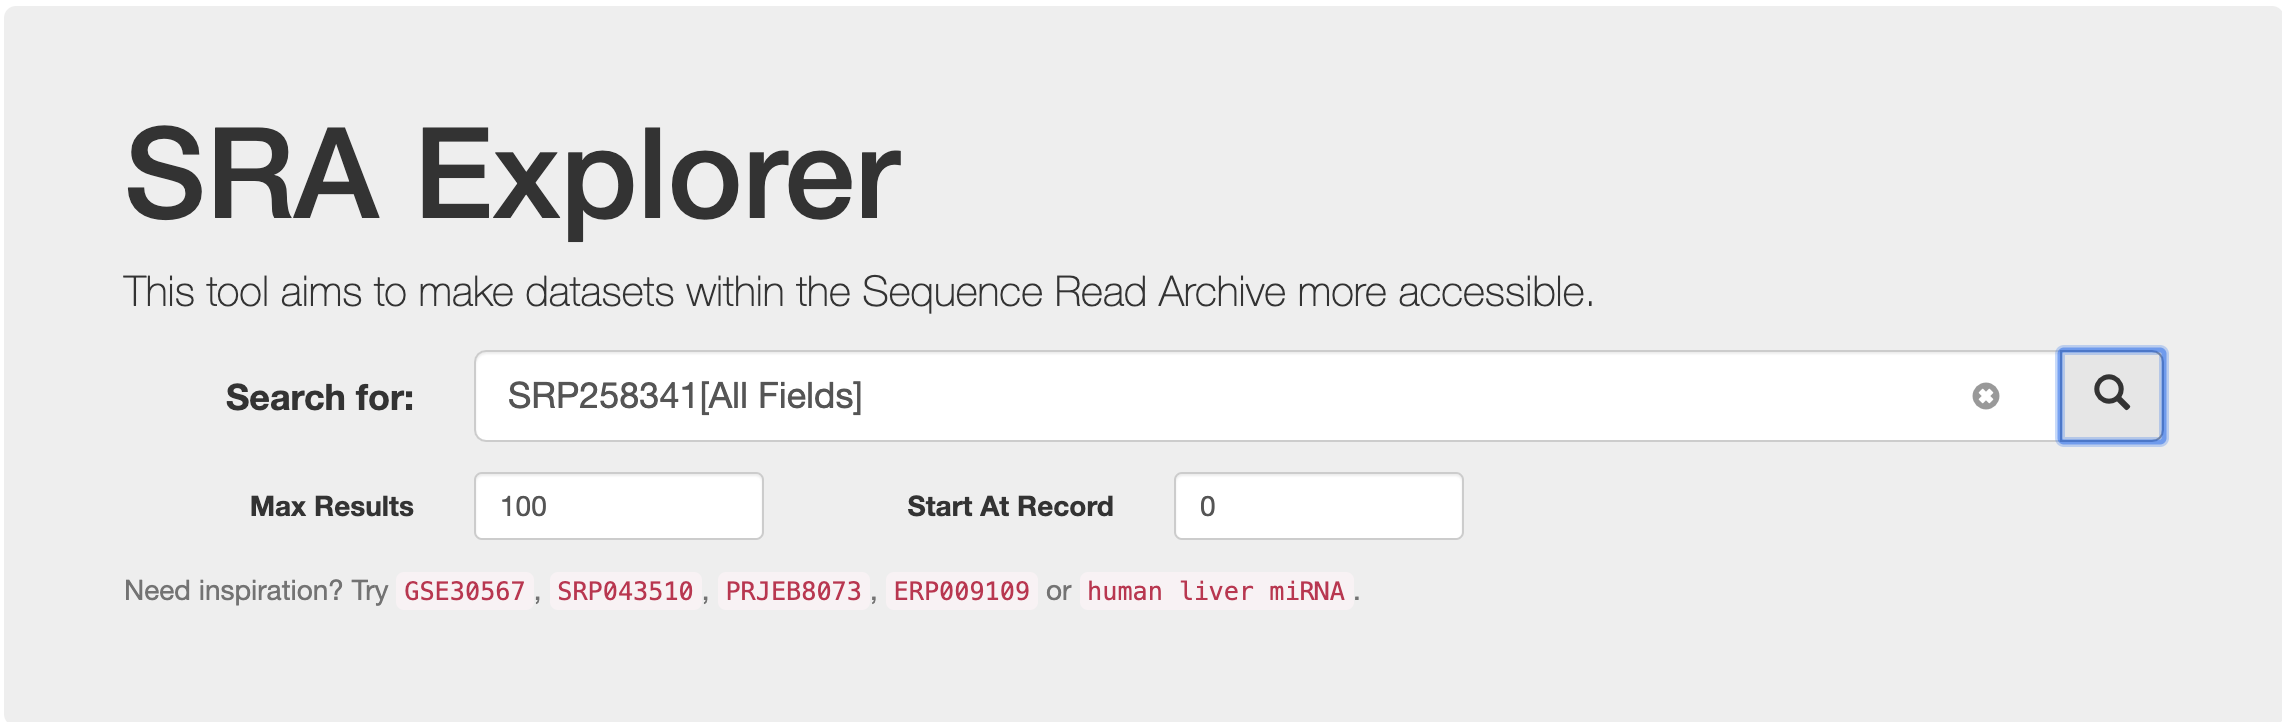 SRA Explorer
This tool aims to make datasets within the Sequence Read Archive more accessible.
Search for: SRP258341[All Fields]
Max Results 100 Start At Record 0
Need inspiration? Try GSE30567, SRP043510, PRJEB8073, ERP009109 or human liver miRNA.